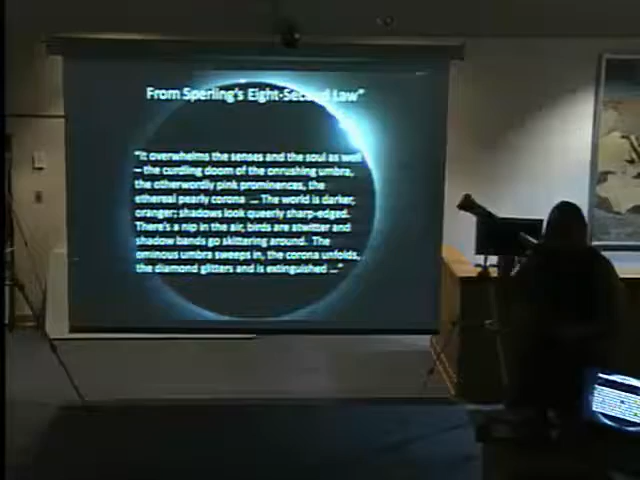 From Sperling's Eight-Second Law"
"It overwhelms the senses and the soul as well
– the curdling doom of the onrushing umbra,
the otherwordly pink prominences, the
ethereal pearly corona ... The world is darker,
oranger: shadows look queerly sharp-edged.
There's a nip in the air, birds are atwitter and
shadow bands go skittering around. The
ominous umbra sweeps in, the corona unfolds,
the diamond glitters and is extinguished ..."